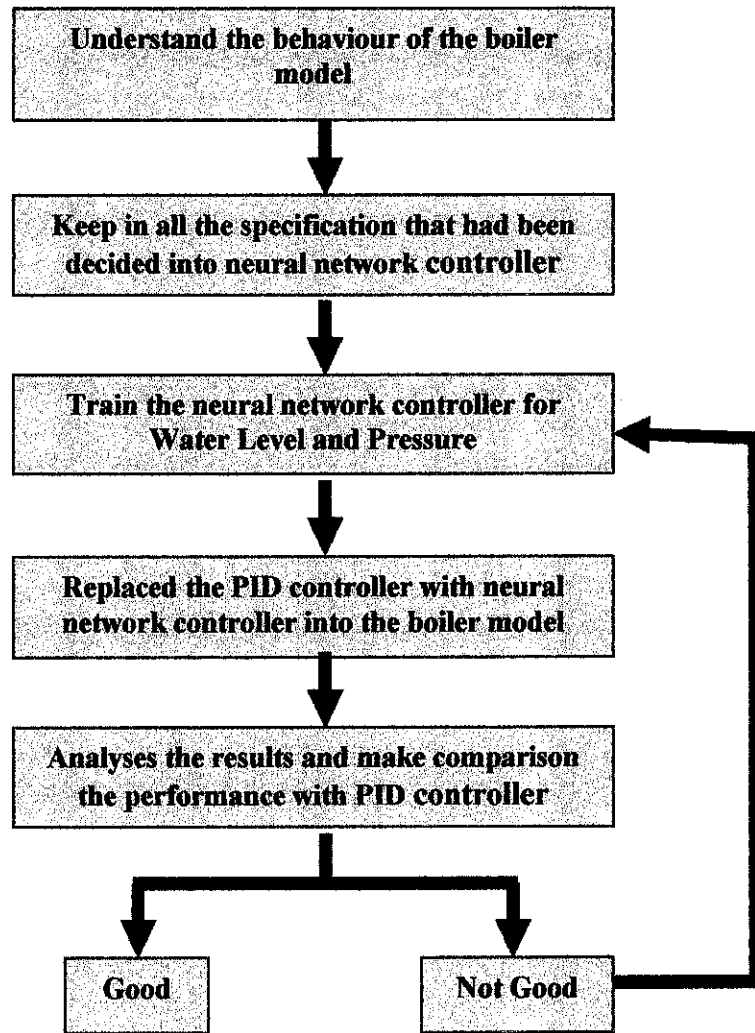 Understand the behaviour of the boiler
model
Keep in all the specification that had been
decided into neural network controller
Train the neural network controller for
Water Level and Pressure
Replaced the PID controller with neural
network controller into the boiler model
Analyses the results and make comparison
the performance with PID controller
Good
Not Good